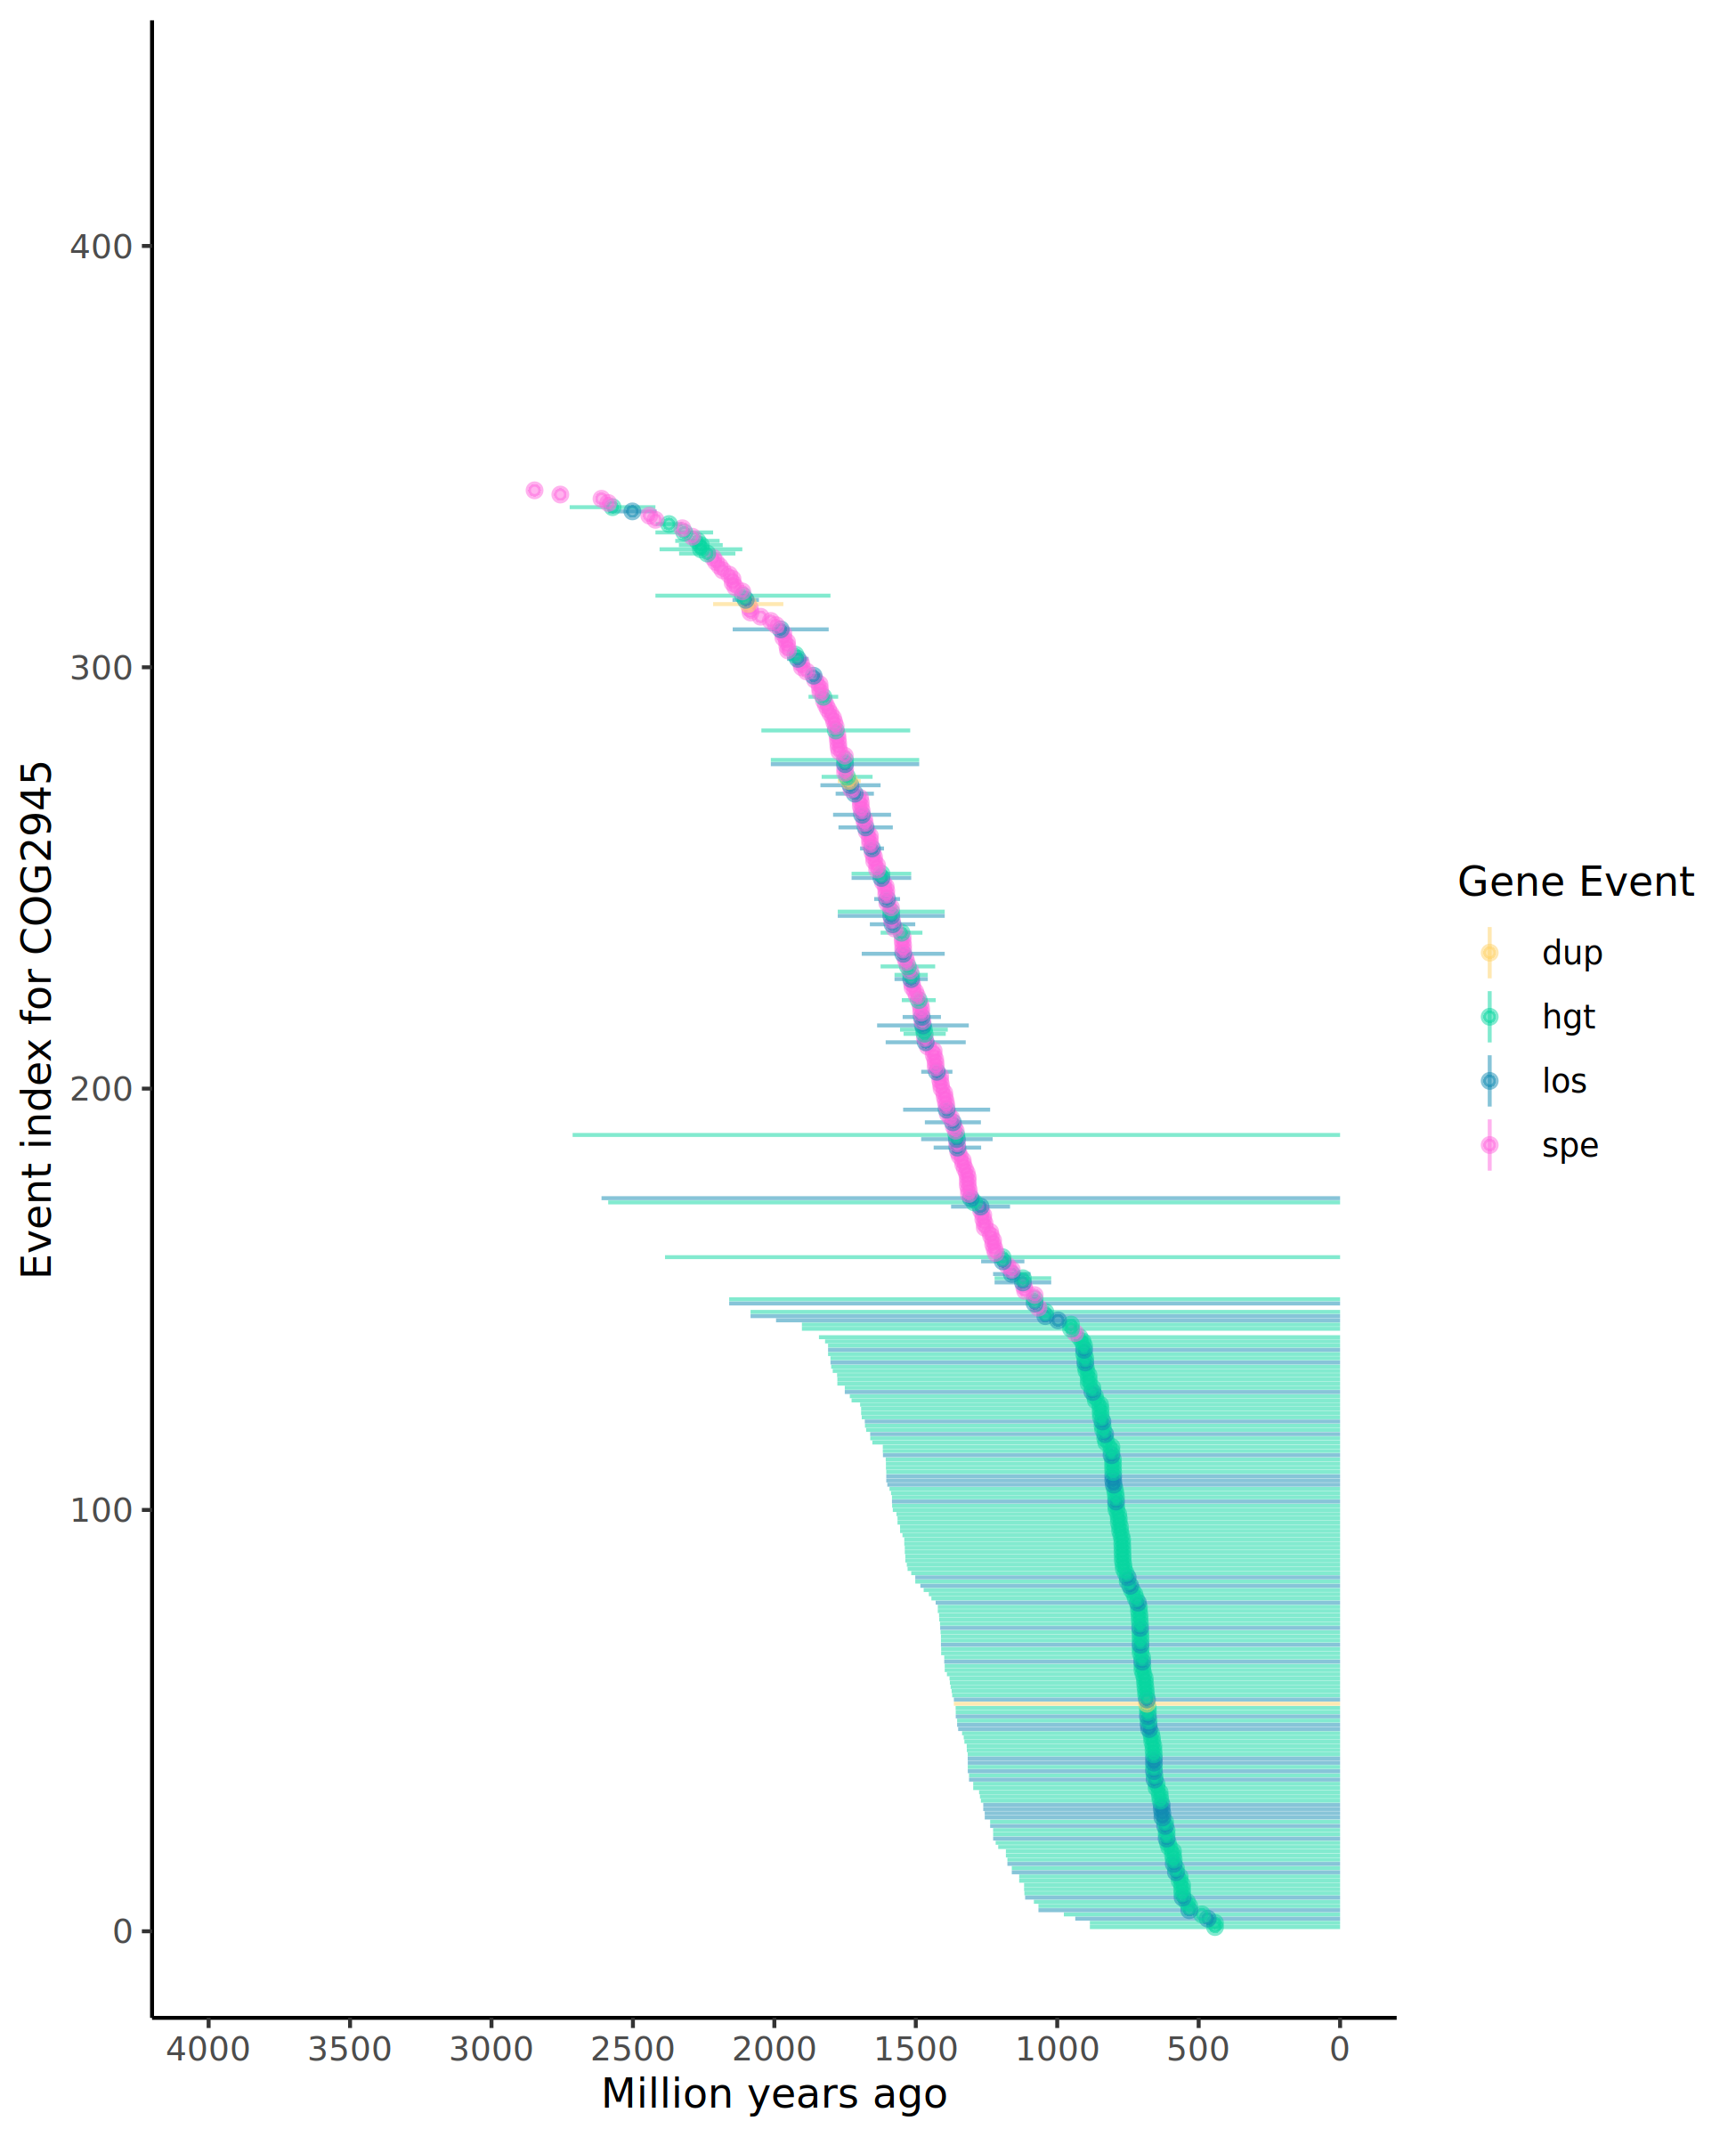 Event index for COG2945
400
300
200
100
0
4000 3500 3000 2500 2000 1500 1000 500 0
Million years ago
Gene Event
dup
hgt
los
spe